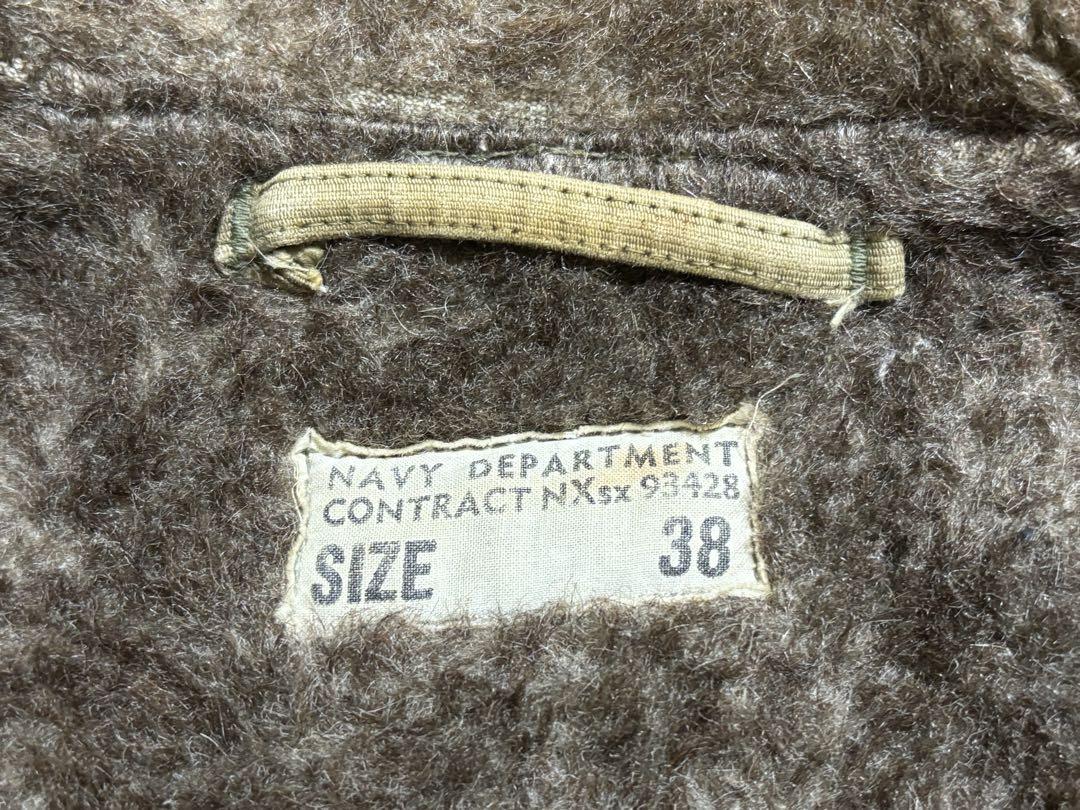 NAVY DEPARTMENT
CONTRACT NXsx 93428
SIZE 38